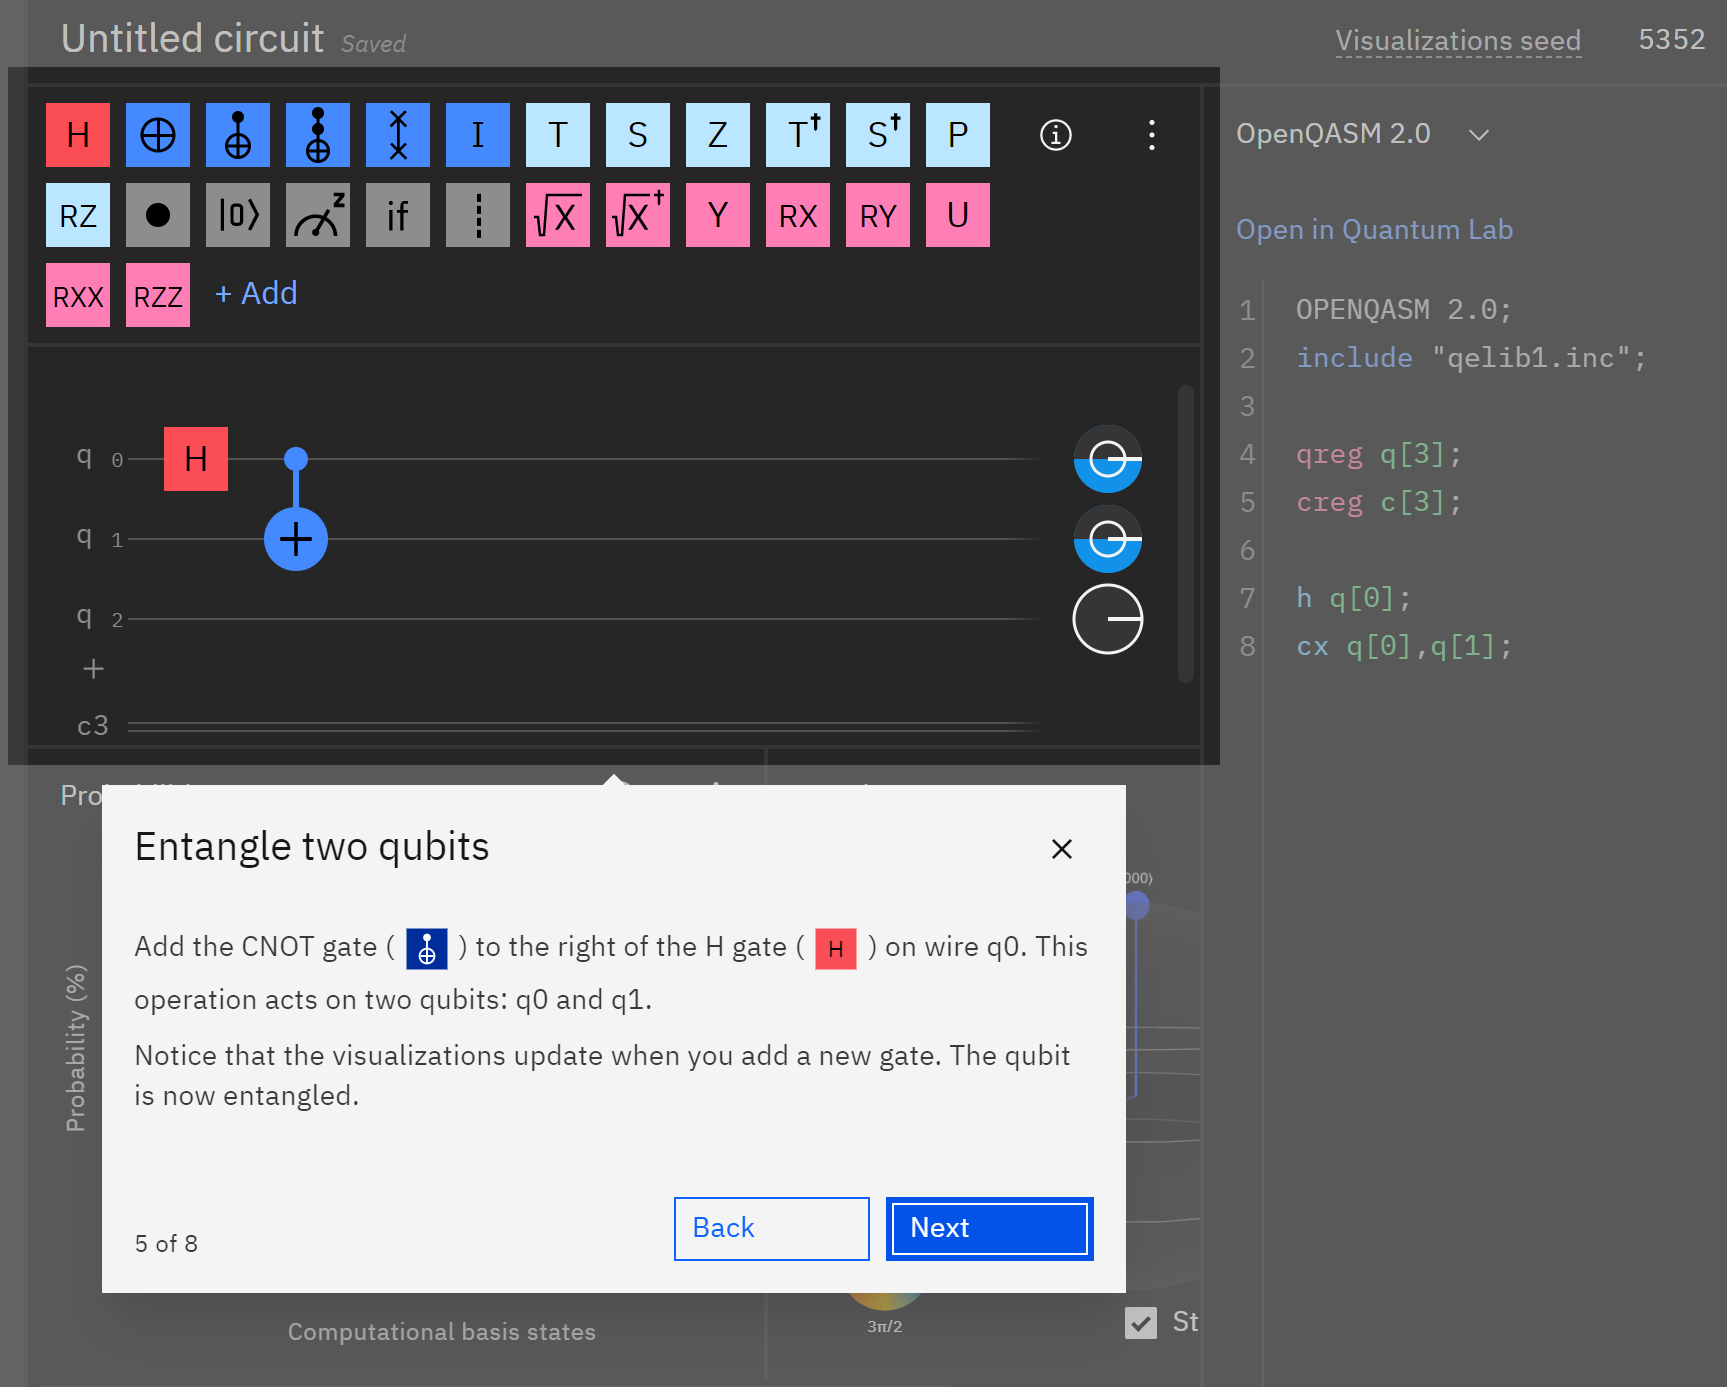 Untitled circuit Saved
Visualizations seed 5352
H I T S Z T† S† P
OpenQASM 2.0
RZ |0⟩ z if √X √X† Y RX RY U
Open in Quantum Lab
RXX RZZ + Add
1 OPENQASM 2.0;
2 include "qelib1.inc";
3
4 qreg q[3];
5 creg c[3];
6
7 h q[0];
8 cx q[0],q[1];
q 0 H
q 1 +
q 2
+
c3
Entangle two qubits
Add the CNOT gate ( ) to the right of the H gate ( H ) on wire q0. This
operation acts on two qubits: q0 and q1.
Notice that the visualizations update when you add a new gate. The qubit
is now entangled.
5 of 8
Back
Next
Probability (%)
Computational basis states
3π/2